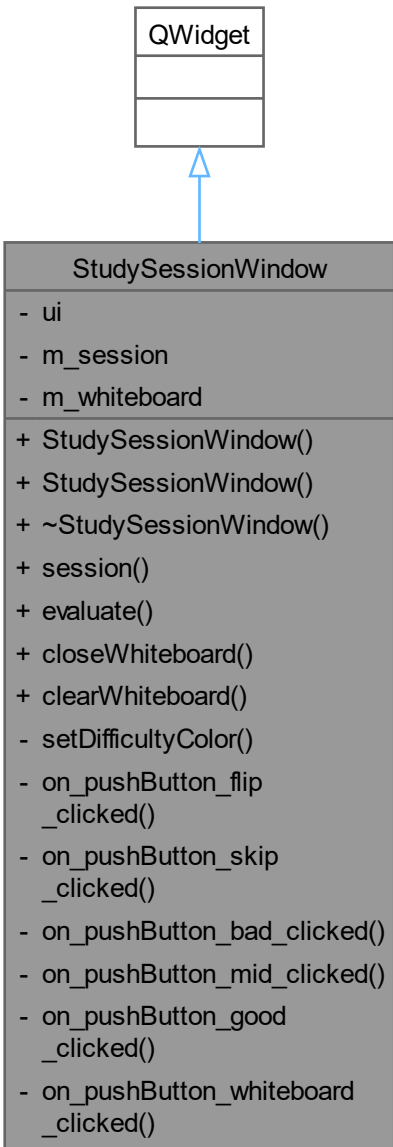 QWidget
StudySessionWindow
- ui
- m_session
- m_whiteboard
+ StudySessionWindow()
+ StudySessionWindow()
+ ~StudySessionWindow()
+ session()
+ evaluate()
+ closeWhiteboard()
+ clearWhiteboard()
- setDifficultyColor()
- on_pushButton_flip
_clicked()
- on_pushButton_skip
_clicked()
- on_pushButton_bad_clicked()
- on_pushButton_mid_clicked()
- on_pushButton_good
_clicked()
- on_pushButton_whiteboard
_clicked()